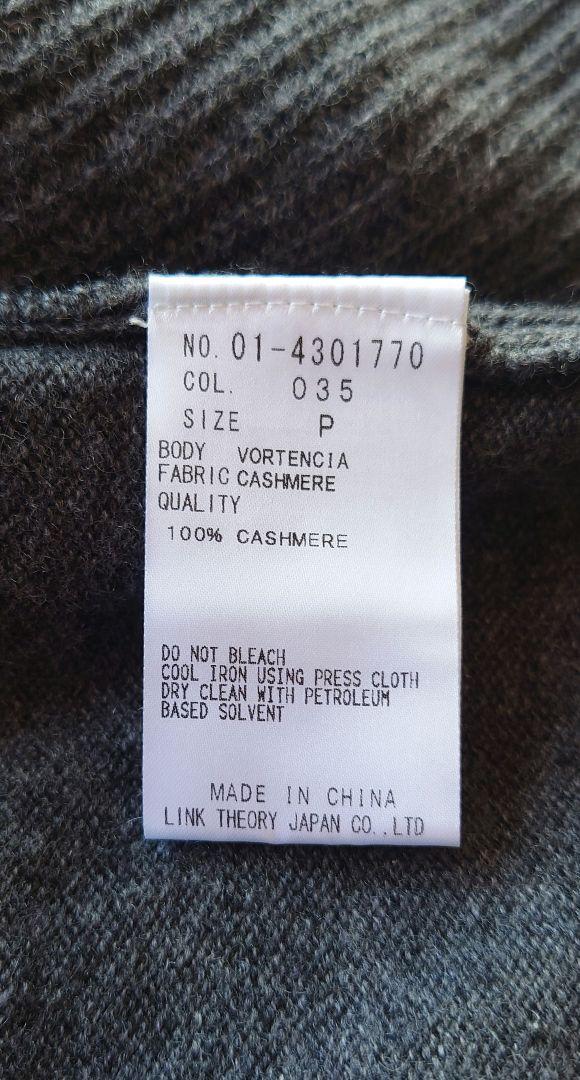 NO. 01-4301770
COL. 035
SIZE P
BODY VORTENCIA
FABRIC CASHMERE
QUALITY
100% CASHMERE
DO NOT BLEACH
COOL IRON USING PRESS CLOTH
DRY CLEAN WITH PETROLEUM
BASED SOLVENT
MADE IN CHINA
LINK THEORY JAPAN CO.,LTD